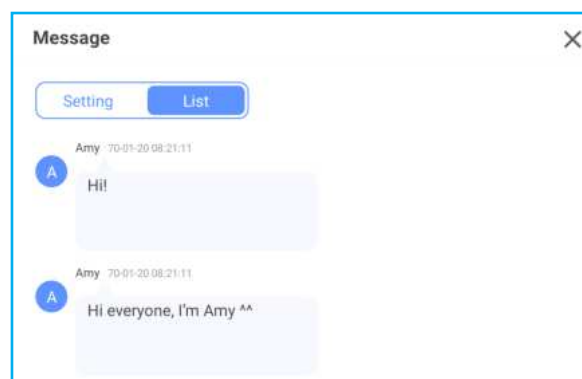 Message
Setting List
Amy 70-01-20 08:21:11
A
Hi!
Amy 70-01-20 08:21:11
A
Hi everyone, I'm Amy ^^